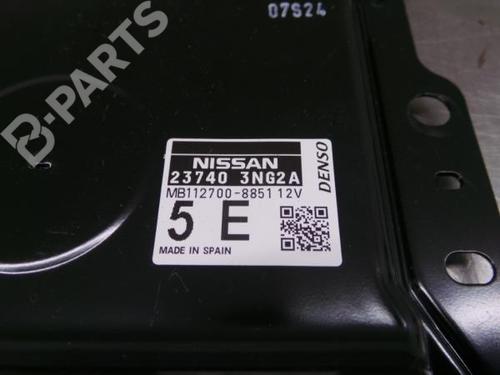 07S24
B-PARTS
NISSAN
23740 3NG2A
DENSO
MB112700-8851 12V
5 E
MADE IN SPAIN